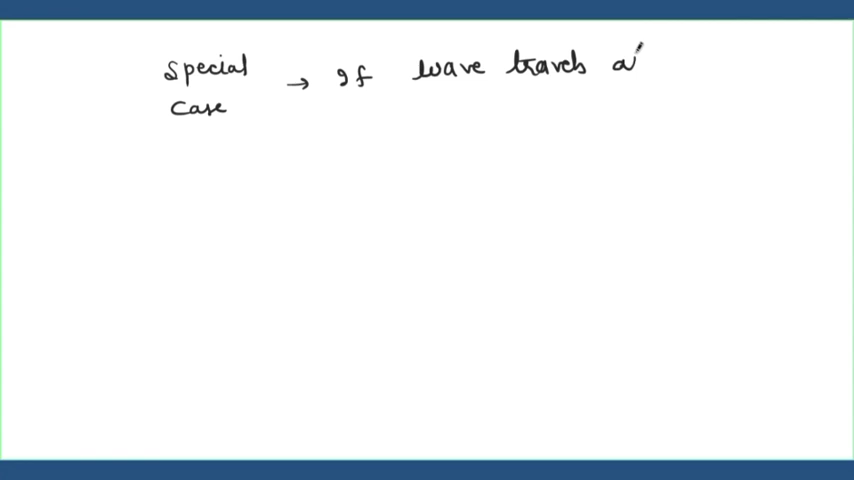 special → If wave travels a
case